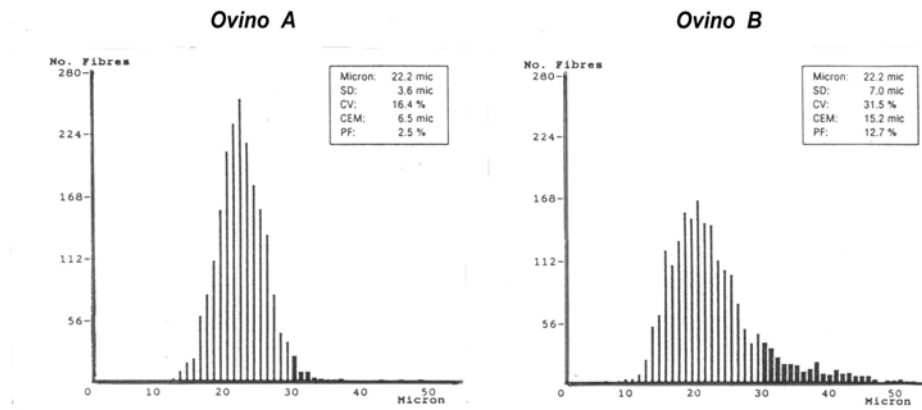 Ovino A
No. Fibres
280-
224-
168-
112-
56-
0
10
20
30
40
50
Micron
Micron: 22.2 mic
SD: 3.6 mic
CV: 16.4 %
CEM: 6.5 mic
PF: 2.5 %
Ovino B
No. Fibres
280-
224-
168-
112-
56-
0
10
20
30
40
50
Micron
Micron: 22.2 mic
SD: 7.0 mic
CV: 31.5 %
CEM: 15.2 mic
PF: 12.7 %